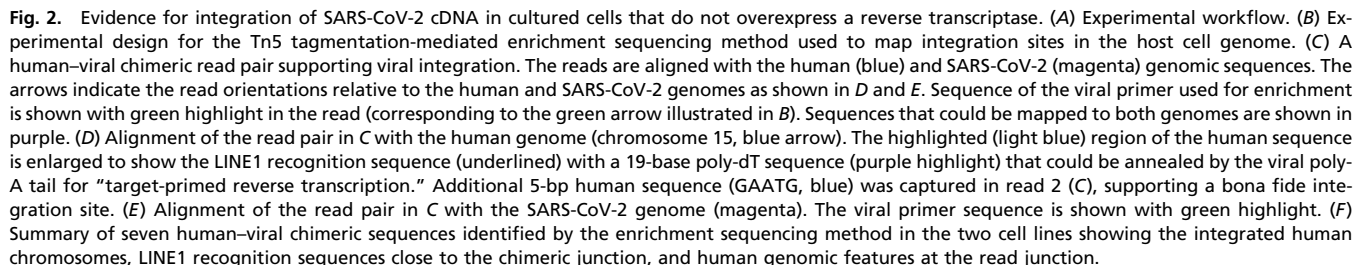 Fig. 2. Evidence for integration of SARS-CoV-2 cDNA in cultured cells that do not overexpress a reverse transcriptase. (A) Experimental workflow. (B) Ex-
perimental design for the Tn5 tagmentation-mediated enrichment sequencing method used to map integration sites in the host cell genome. (C) A
human–viral chimeric read pair supporting viral integration. The reads are aligned with the human (blue) and SARS-CoV-2 (magenta) genomic sequences. The
arrows indicate the read orientations relative to the human and SARS-CoV-2 genomes as shown in D and E. Sequence of the viral primer used for enrichment
is shown with green highlight in the read (corresponding to the green arrow illustrated in B). Sequences that could be mapped to both genomes are shown in
purple. (D) Alignment of the read pair in C with the human genome (chromosome 15, blue arrow). The highlighted (light blue) region of the human sequence
is enlarged to show the LINE1 recognition sequence (underlined) with a 19-base poly-dT sequence (purple highlight) that could be annealed by the viral poly-
A tail for “target-primed reverse transcription.” Additional 5-bp human sequence (GAATG, blue) was captured in read 2 (C), supporting a bona fide inte-
gration site. (E) Alignment of the read pair in C with the SARS-CoV-2 genome (magenta). The viral primer sequence is shown with green highlight. (F)
Summary of seven human–viral chimeric sequences identified by the enrichment sequencing method in the two cell lines showing the integrated human
chromosomes, LINE1 recognition sequences close to the chimeric junction, and human genomic features at the read junction.